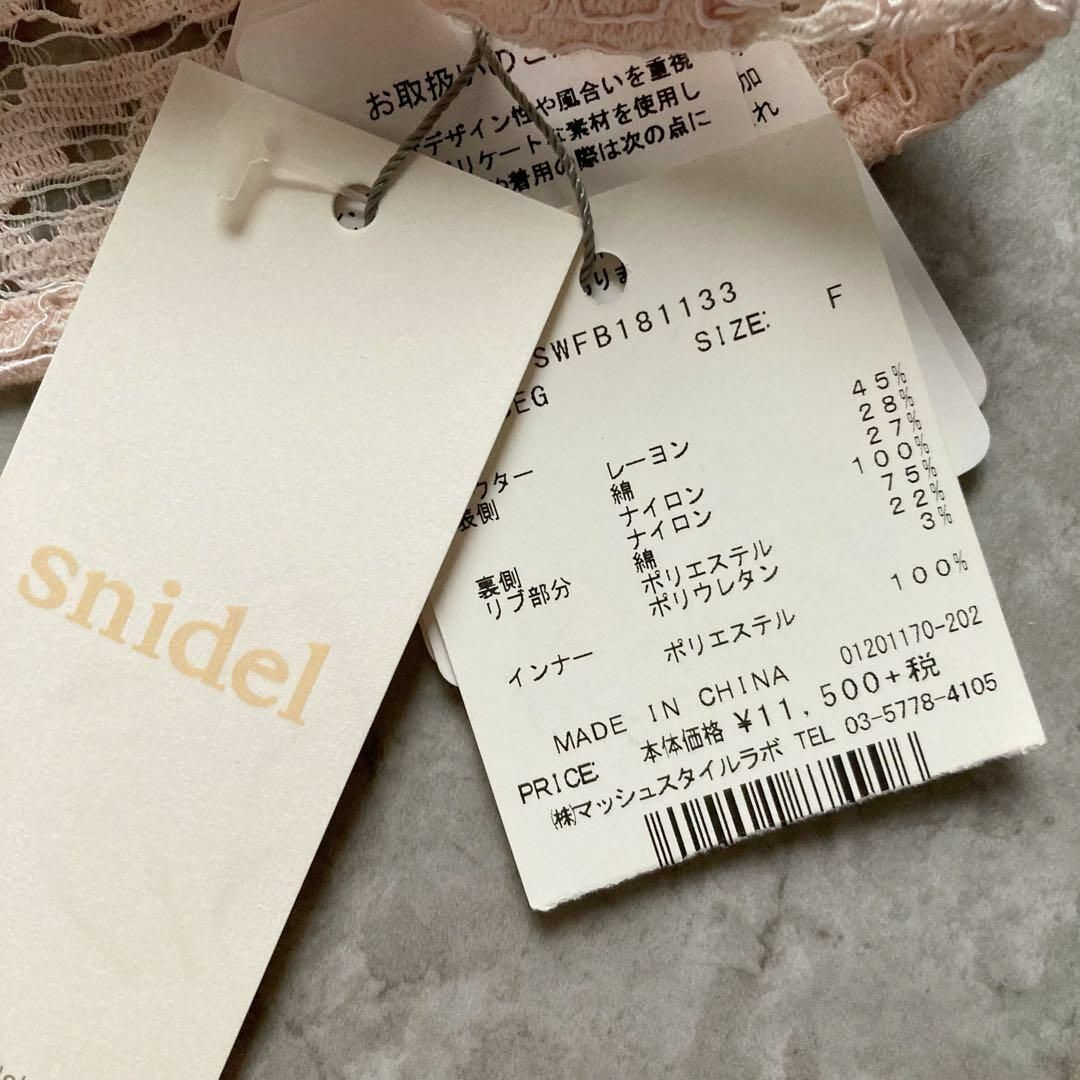 お取扱いのご
デザイン性や風合いを重視
リケートな素材を使用し
着用の際は次の点に
加
れ
りま
SWFB181133
SIZE: F
EG
45%
28%
27%
100%
75%
22%
3%
ウター レーヨン
表側 綿
ナイロン
裏側 ナイロン
リブ部分 綿
ポリエステル
ポリウレタン
100%
インナー ポリエステル
01201170-202
MADE IN CHINA
PRICE: 本体価格 ¥11,500+税
㈱マッシュスタイルラボ TEL 03-5778-4105
snidel